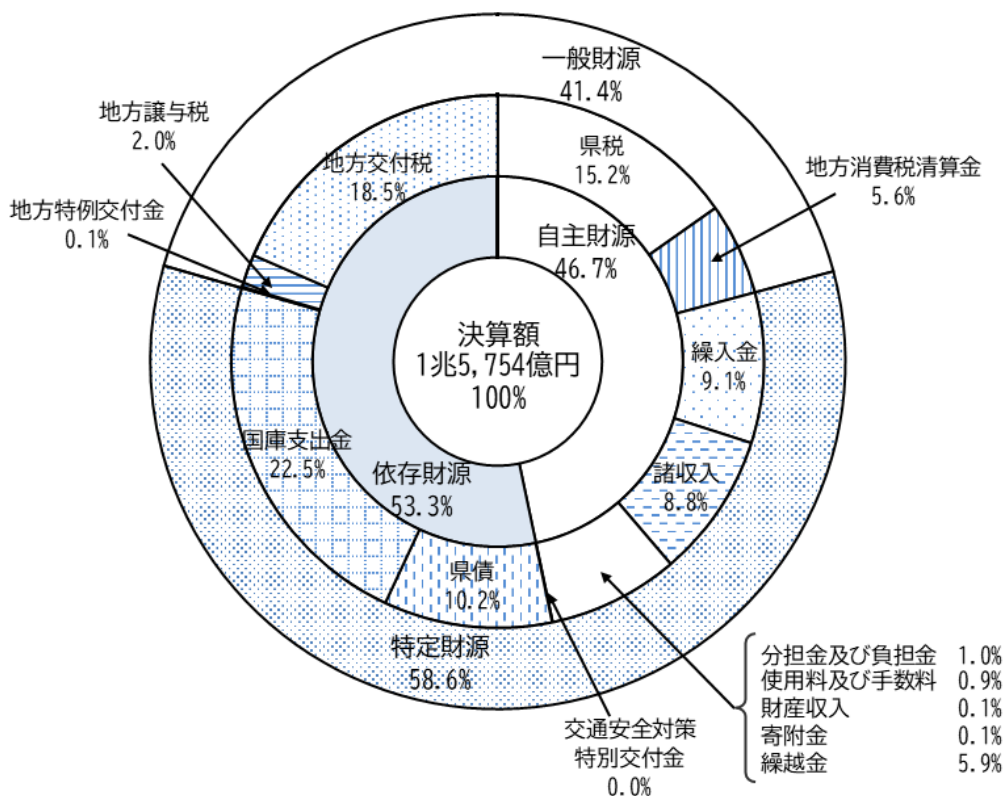 一般財源
41.4%
地方譲与税
2.0%
地方交付税
18.5%
県税
15.2%
地方消費税清算金
5.6%
地方特例交付金
0.1%
自主財源
46.7%
決算額
1兆5,754億円
100%
繰入金
9.1%
国庫支出金
22.5%
依存財源
53.3%
諸収入
8.8%
県債
10.2%
特定財源
58.6%
交通安全対策
特別交付金
0.0%
分担金及び負担金 1.0%
使用料及び手数料 0.9%
財産収入 0.1%
寄附金 0.1%
繰越金 5.9%